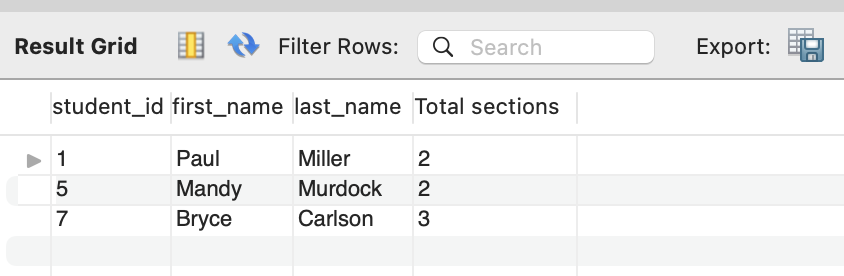 Result Grid Filter Rows: Search Export:
student_id first_name last_name Total sections
1 Paul Miller 2
5 Mandy Murdock 2
7 Bryce Carlson 3